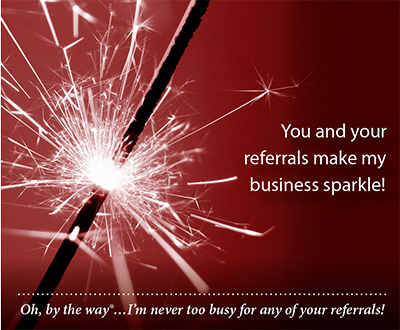 You and your
referrals make my
business sparkle!
Oh, by the way®…I'm never too busy for any of your referrals!